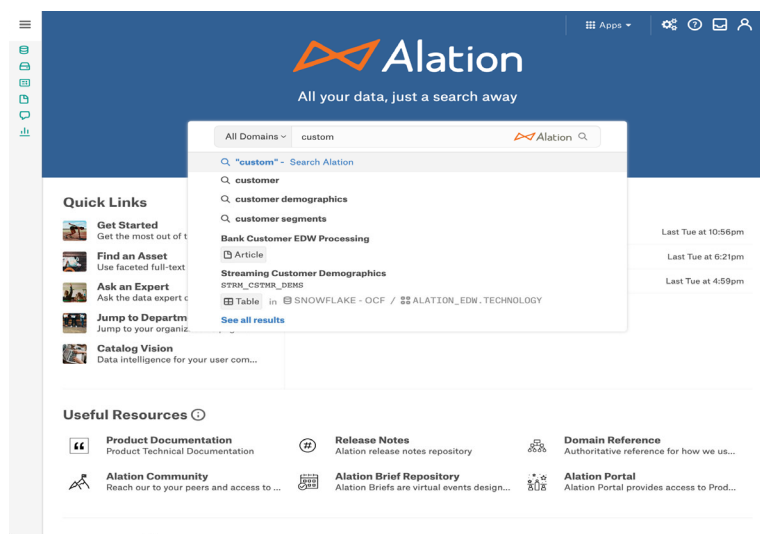 Apps
Alation
All your data, just a search away
All Domains
custom
Alation
"custom" - Search Alation
customer
customer demographics
customer segments
Bank Customer EDW Processing
Article
Streaming Customer Demographics
STRM_CSTMR_DEMS
Table in SNOWFLAKE - OCF / ALATION_EDW.TECHNOLOGY
See all results
Quick Links
Get Started
Get the most out of t
Find an Asset
Use faceted full-text
Ask an Expert
Ask the data expert
Jump to Departm
Jump to your organiz
Catalog Vision
Data intelligence for your user com...
Last Tue at 10:56pm
Last Tue at 6:21pm
Last Tue at 4:59pm
Useful Resources
Product Documentation
Product Technical Documentation
Release Notes
Alation release notes repository
Domain Reference
Authoritative reference for how we us...
Alation Community
Reach our to your peers and access to ...
Alation Brief Repository
Alation Briefs are virtual events design...
Alation Portal
Alation Portal provides access to Prod...